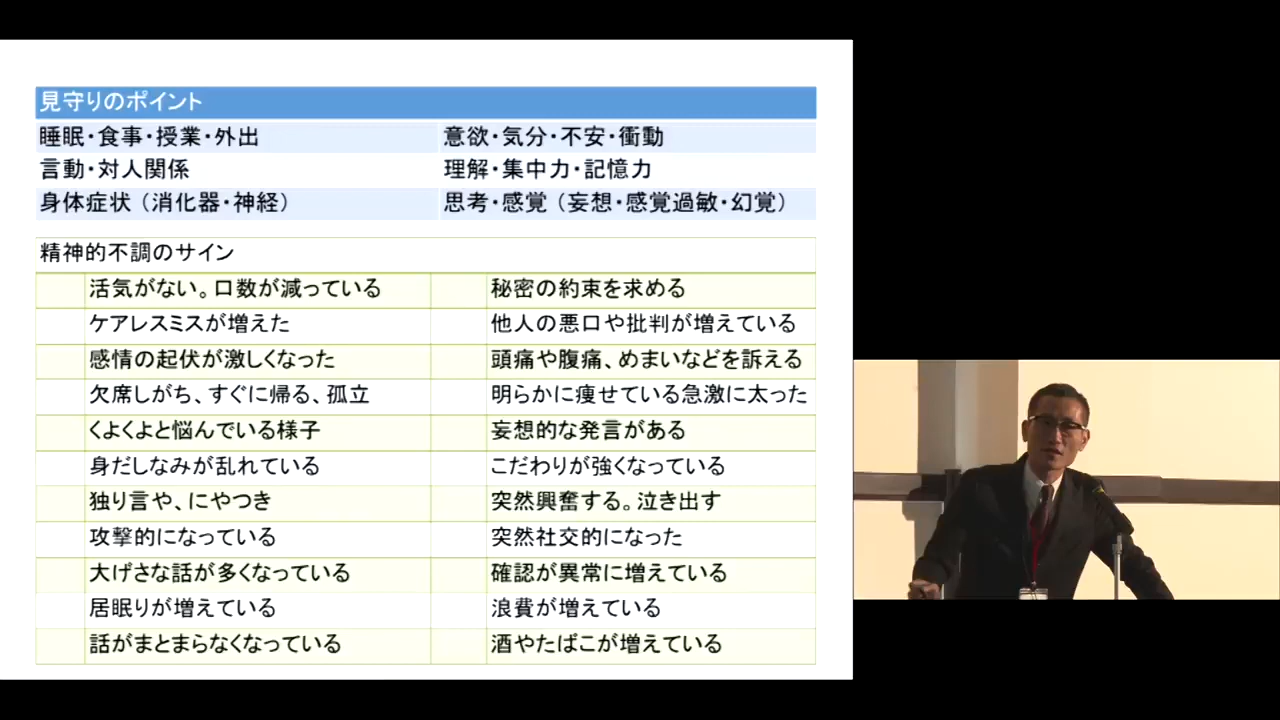 見守りのポイント
睡眠・食事・授業・外出 意欲・気分・不安・衝動
言動・対人関係 理解・集中力・記憶力
身体症状（消化器・神経） 思考・感覚（妄想・感覚過敏・幻覚）
精神的不調のサイン
活気がない。口数が減っている 秘密の約束を求める
ケアレスミスが増えた 他人の悪口や批判が増えている
感情の起伏が激しくなった 頭痛や腹痛、めまいなどを訴える
欠席しがち、すぐに帰る、孤立 明らかに痩せている急激に太った
くよくよと悩んでいる様子 妄想的な発言がある
身だしなみが乱れている こだわりが強くなっている
独り言や、にやつき 突然興奮する。泣き出す
攻撃的になっている 突然社交的になった
大げさな話が多くなっている 確認が異常に増えている
居眠りが増えている 浪費が増えている
話がまとまらなくなっている 酒やたばこが増えている